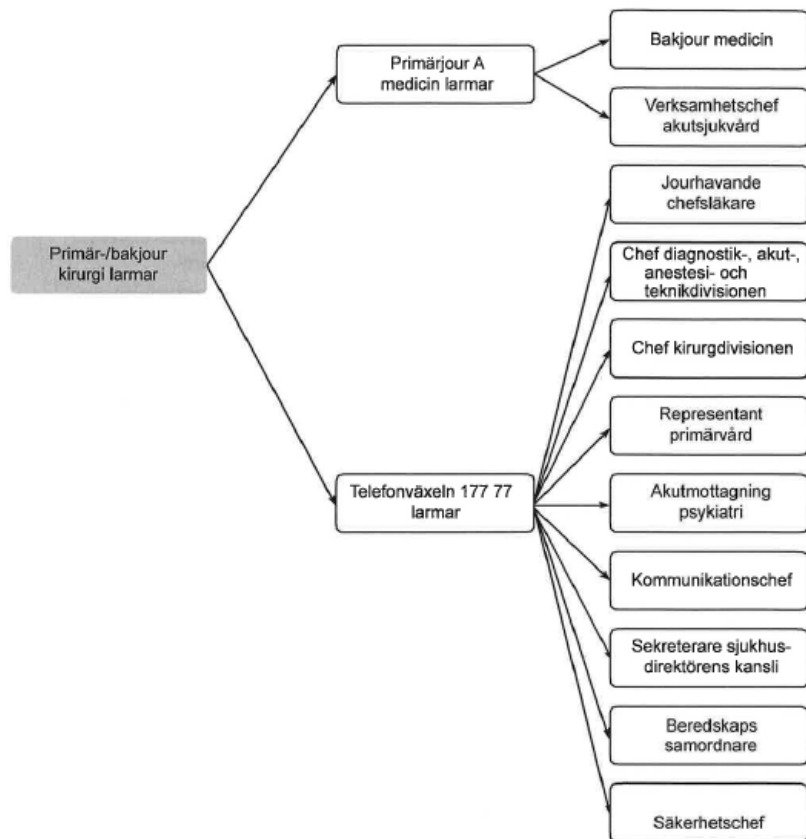 Primär-/bakjour
kirurgi larmar
Primärjour A
medicin larmar
Telefonväxeln 177 77
larmar
Bakjour medicin
Verksamhetschef
akutsjukvård
Jourhavande
chefsläkare
Chef diagnostik-, akut-,
anestesi- och
teknikdivisionen
Chef kirurgdivisionen
Representant
primärvård
Akutmottagning
psykiatri
Kommunikationschef
Sekreterare sjukhus-
direktörens kansli
Beredskaps
samordnare
Säkerhetschef